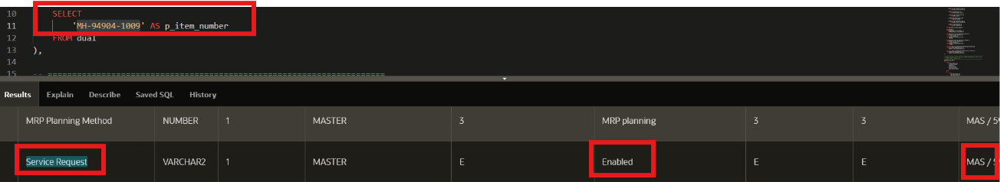 10 SELECT
11 'MH-94904-1009' AS p_item_number
12 FROM dual
13 ),
14
15 -- =====================================================================
Results Explain Describe Saved SQL History
MRP Planning Method NUMBER 1 MASTER 3 MRP planning 3 3 MAS / 5
Service Request VARCHAR2 1 MASTER E Enabled E E MAS /